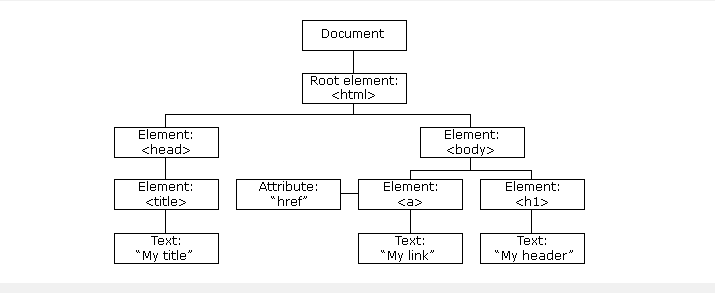 Document
Root element:
<html>
Element:
<head>
Element:
<body>
Element:
<title>
Attribute:
“href”
Element:
<a>
Element:
<h1>
Text:
“My title”
Text:
“My link”
Text:
“My header”